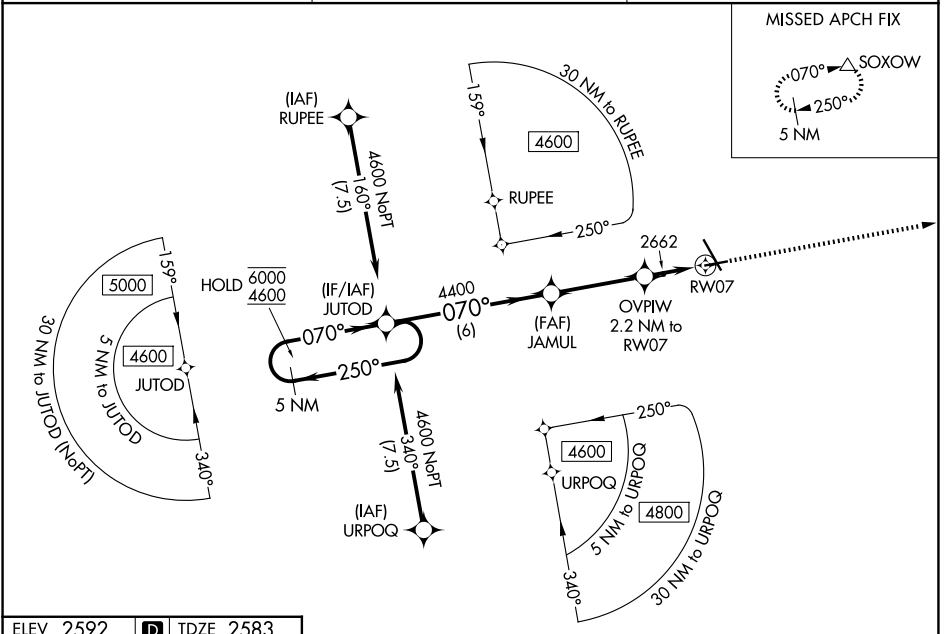 MISSED APCH FIX
SOXOW
070°
250°
5 NM
(IAF)
RUPEE
4600 NoPT
160°
(7.5)
30 NM to RUPEE
159°
4600
RUPEE
250°
5000
159°
4600
JUTOD
5 NM to JUTOD
30 NM to JUTOD (NoPT)
340°
HOLD 6000
4600
(IF/IAF)
JUTOD
070°
250°
5 NM
4400
070°
(6)
(FAF)
JAMUL
2662
OVPIW
2.2 NM to
RW07
RW07
4600 NoPT
340°
(7.5)
(IAF)
URPOQ
250°
4600
URPOQ
4800
5 NM to URPOQ
30 NM to URPOQ
340°
ELEV 2592 D TDZE 2583